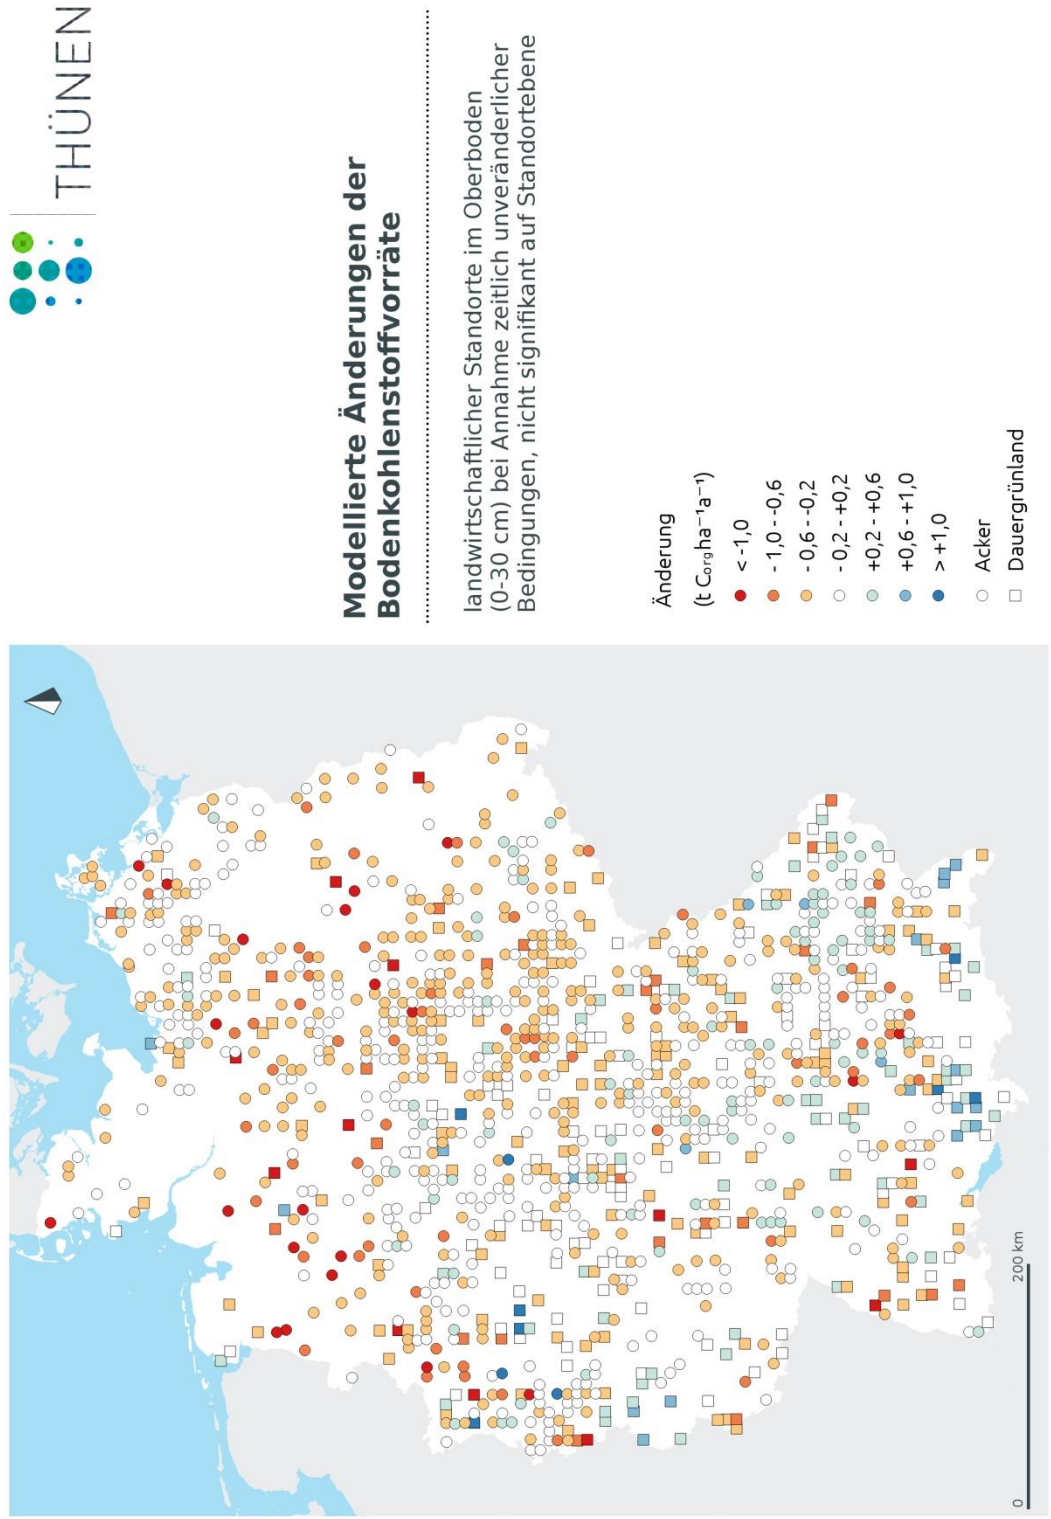 THÜNEN
Modellierte Änderungen der
Bodenkohlenstoffvorräte
landwirtschaftlicher Standorte im Oberboden
(0-30 cm) bei Annahme zeitlich unveränderlicher
Bedingungen, nicht signifikant auf Standortebene
Änderung
(t Cₒᵣg ha⁻¹a⁻¹)
< -1,0
- 1,0 - -0,6
- 0,6 - -0,2
- 0,2 - +0,2
+0,2 - +0,6
+0,6 - +1,0
> +1,0
Acker
Dauergrünland
0 200 km